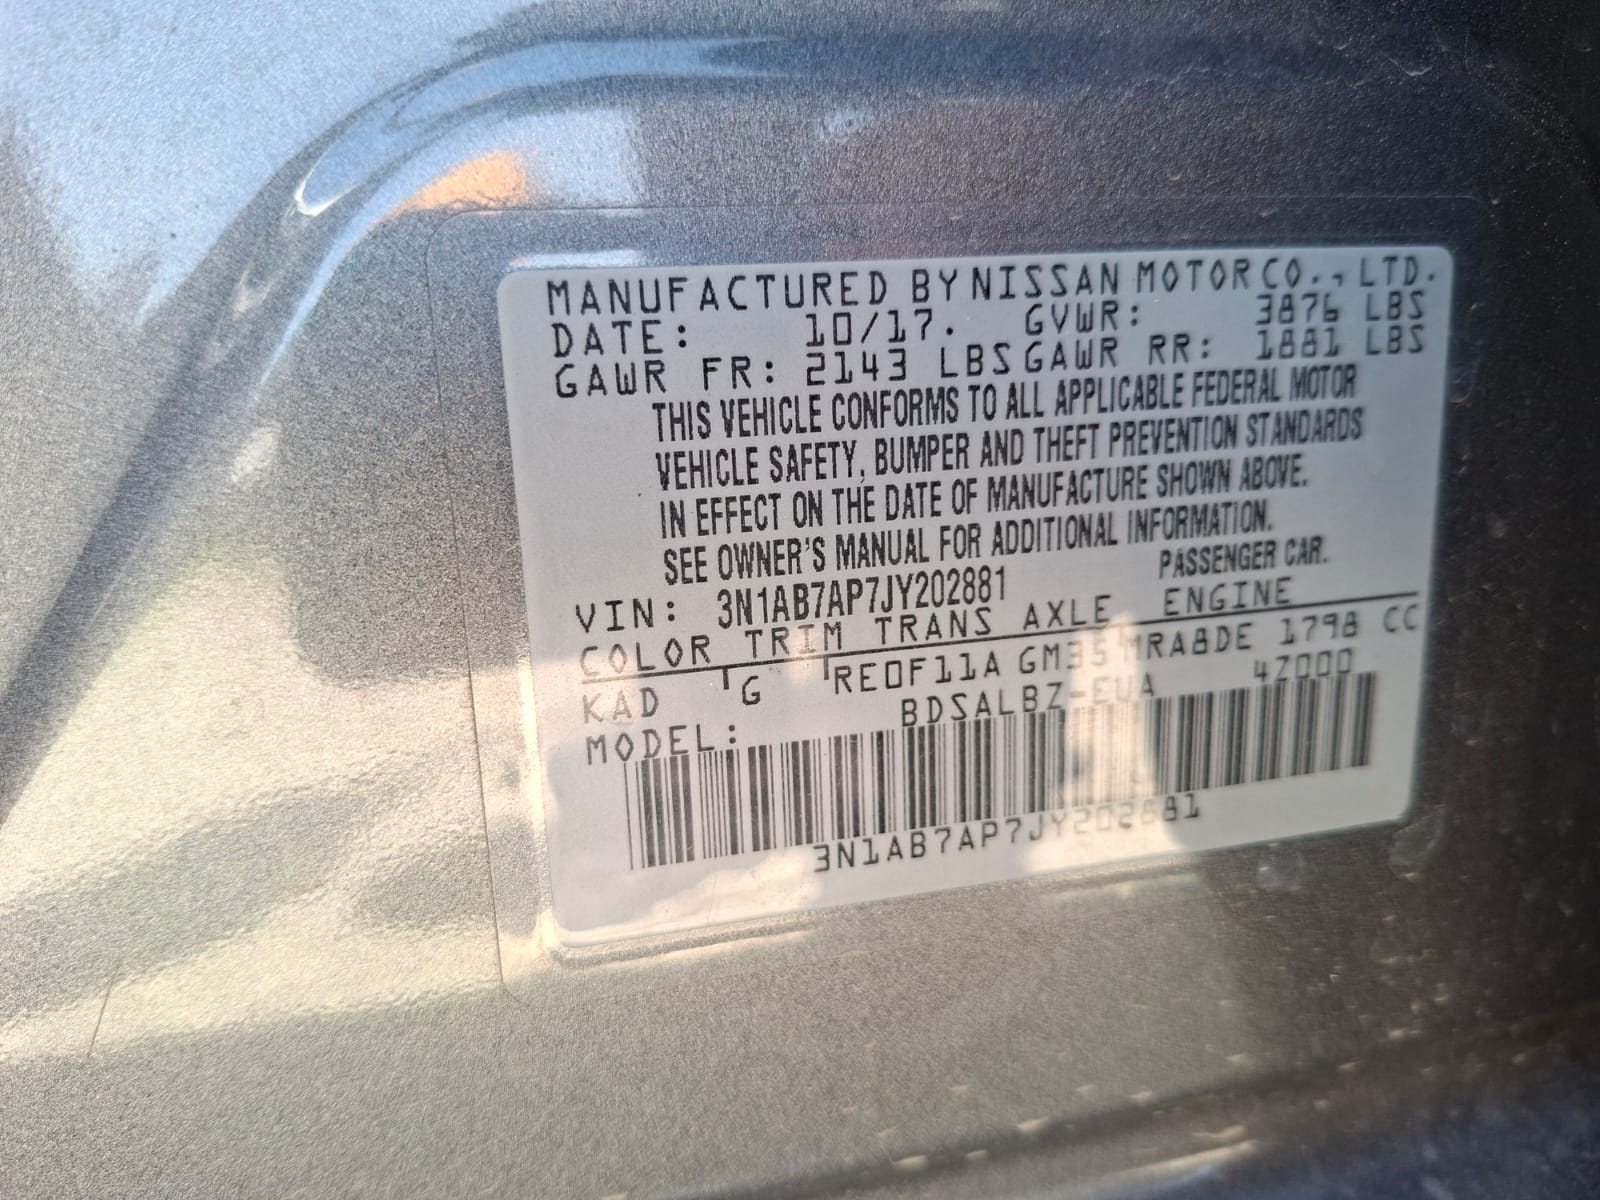 MANUFACTURED BY NISSAN MOTOR CO., LTD.
DATE: 10/17. GVWR: 3876 LBS
GAWR FR: 2143 LBS GAWR RR: 1881 LBS
THIS VEHICLE CONFORMS TO ALL APPLICABLE FEDERAL MOTOR
VEHICLE SAFETY, BUMPER AND THEFT PREVENTION STANDARDS
IN EFFECT ON THE DATE OF MANUFACTURE SHOWN ABOVE.
SEE OWNER'S MANUAL FOR ADDITIONAL INFORMATION.
PASSENGER CAR.
VIN: 3N1AB7AP7JY202881
COLOR TRIM TRANS AXLE ENGINE
KAD G RE0F11A GM35 MRA8DE 1798 CC
MODEL: BDSALBZ-EUA 4Z000
3N1AB7AP7JY202881